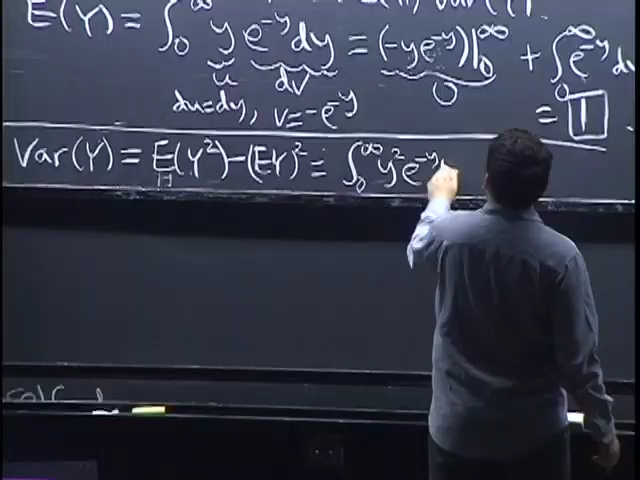 E(Y) = ∫₀^∞ y e^{-y} dy = (-ye^{-y})|₀^∞ + ∫₀^∞ e^{-y} dy
u dv 0
du=dy, v=-e^{-y} = 1
Var(Y) = E(Y²) - (EY)² = ∫₀^∞ y² e^{-y}